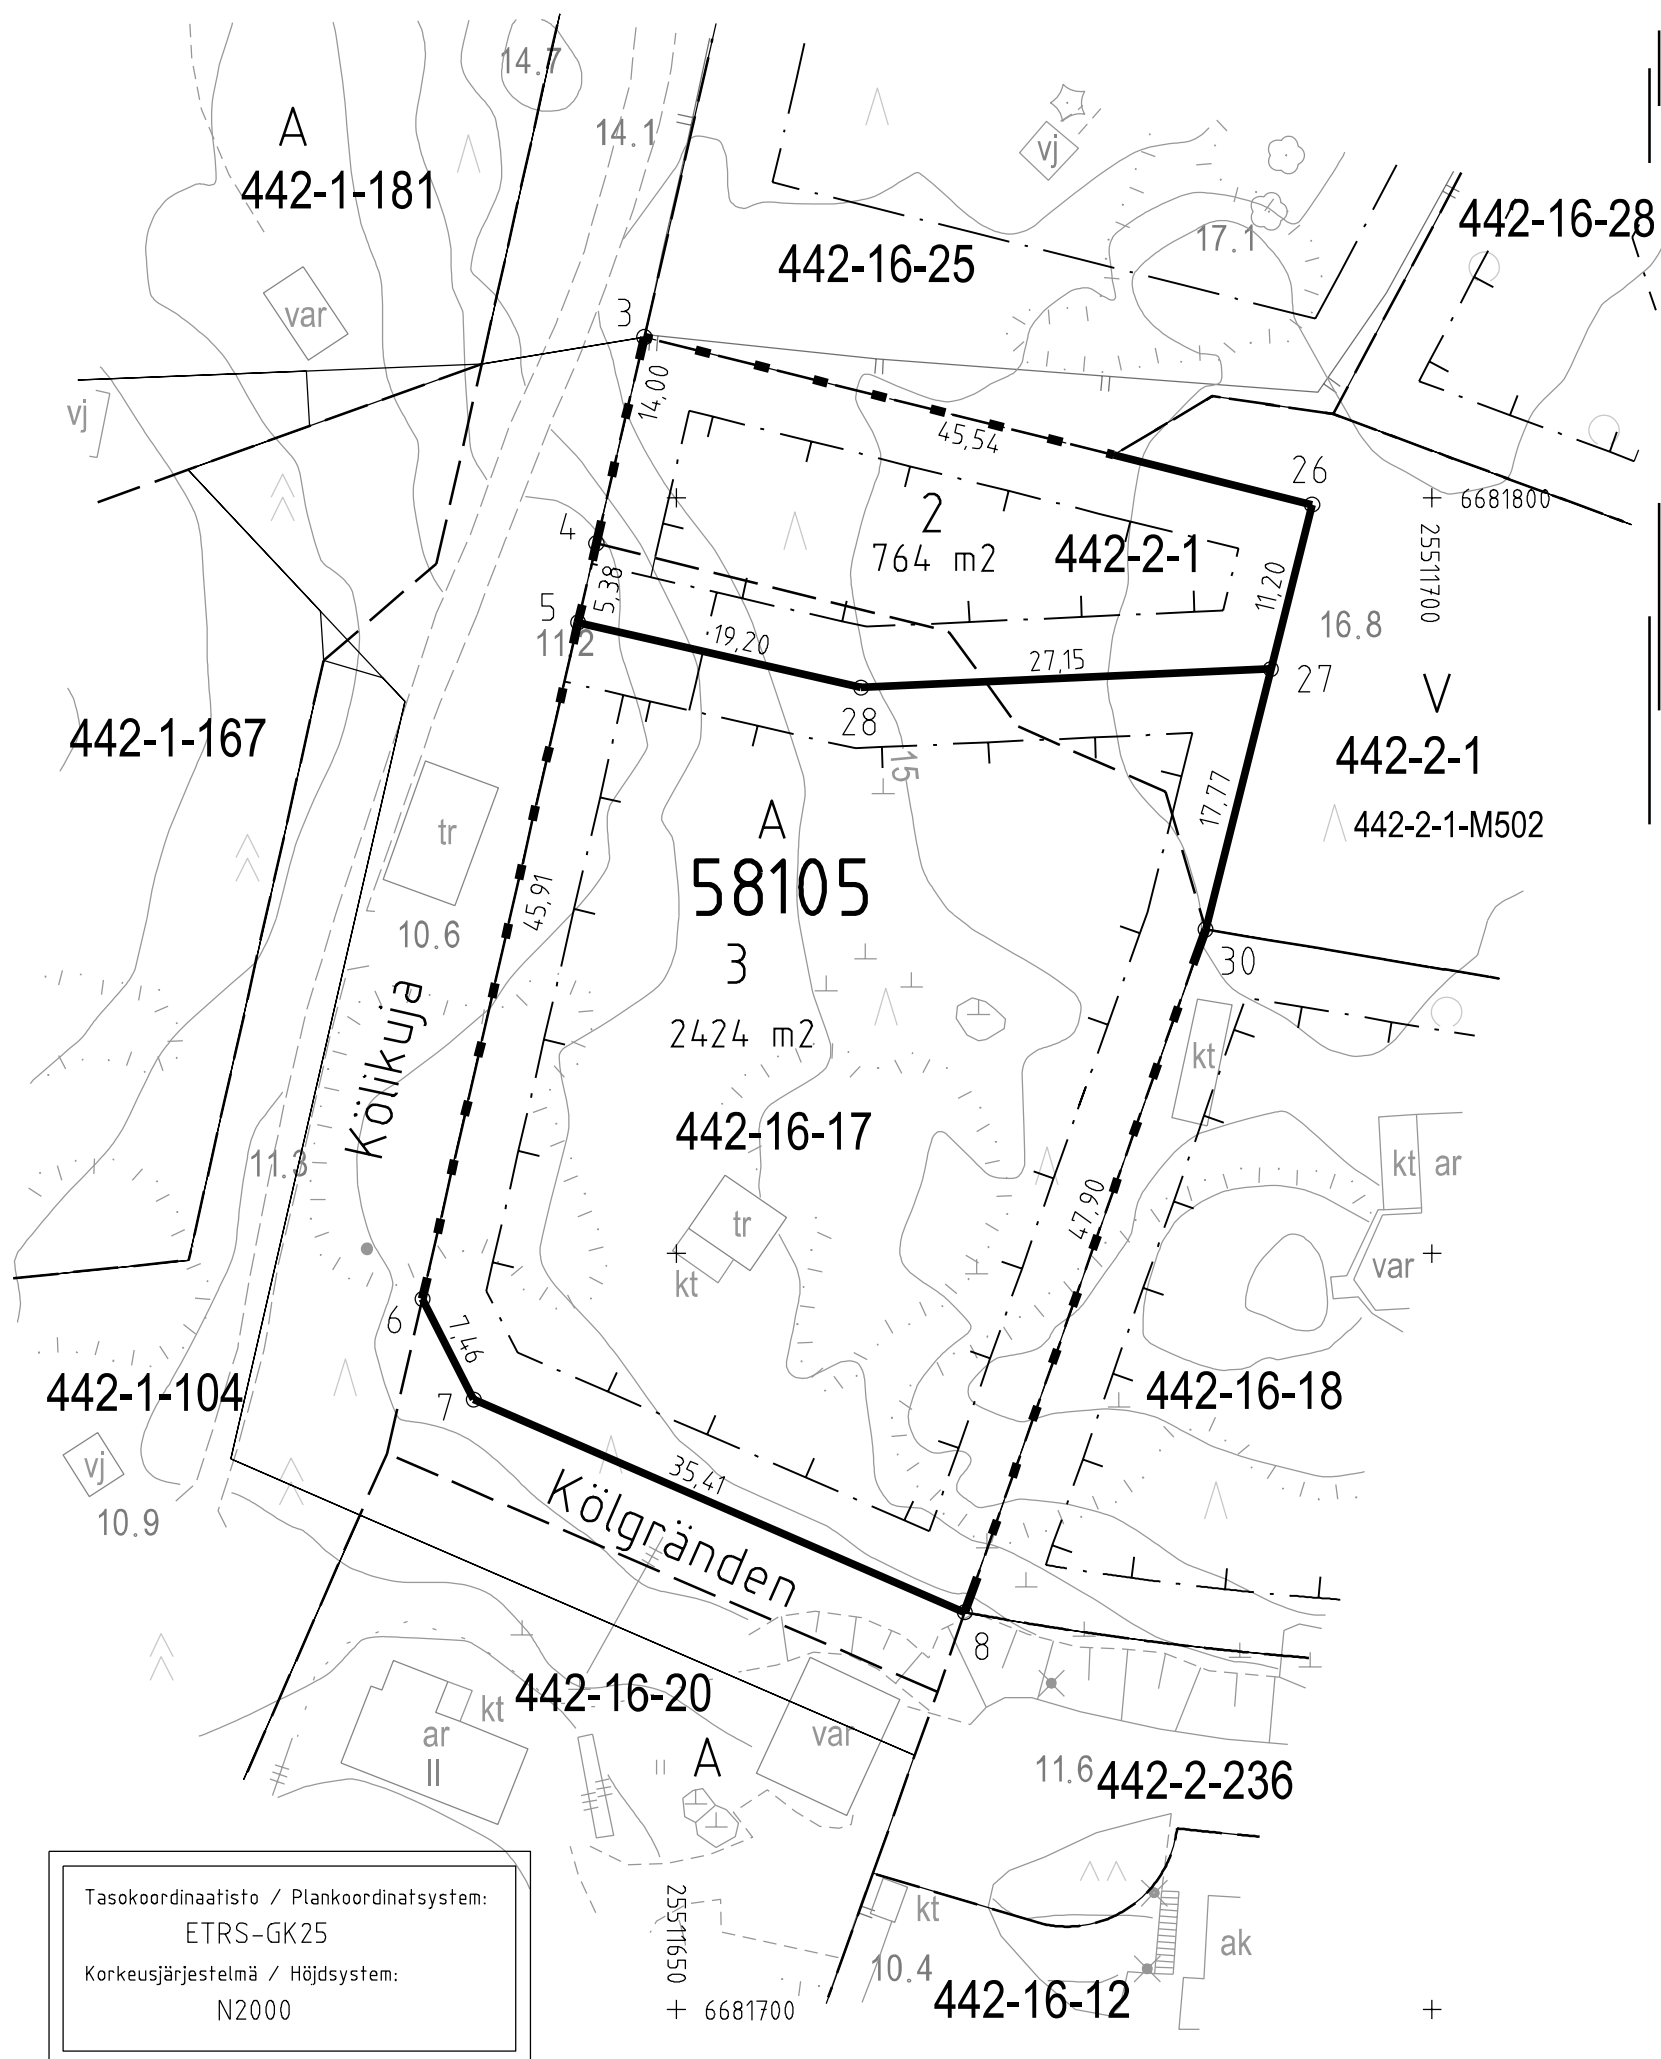 14.7
14.1
A
442-1-181
vj
442-16-25
17.1
442-16-28
var
3
vj
14,00
45,54
26
6681800
25511700
2
764 m2
442-2-1
4
5,38
5
11.2
19,20
27,15
11,20
16.8
27
28
V
442-2-1
442-2-1-M502
442-1-167
15
17,77
tr
A
58105
45,91
10.6
3
2424 m2
30
Kölikuja
kt
442-16-17
11.3
kt
ar
47,90
tr
kt
var
6
7,46
442-1-104
7
442-16-18
vj
10.9
35,41
Kölgränden
8
442-16-20
kt
ar
II
var
A
11.6
442-2-236
Tasokoordinaatisto / Plankoordinatsystem:
ETRS-GK25
Korkeusjärjestelmä / Höjdsystem:
N2000
25511650
6681700
kt
10.4
ak
442-16-12